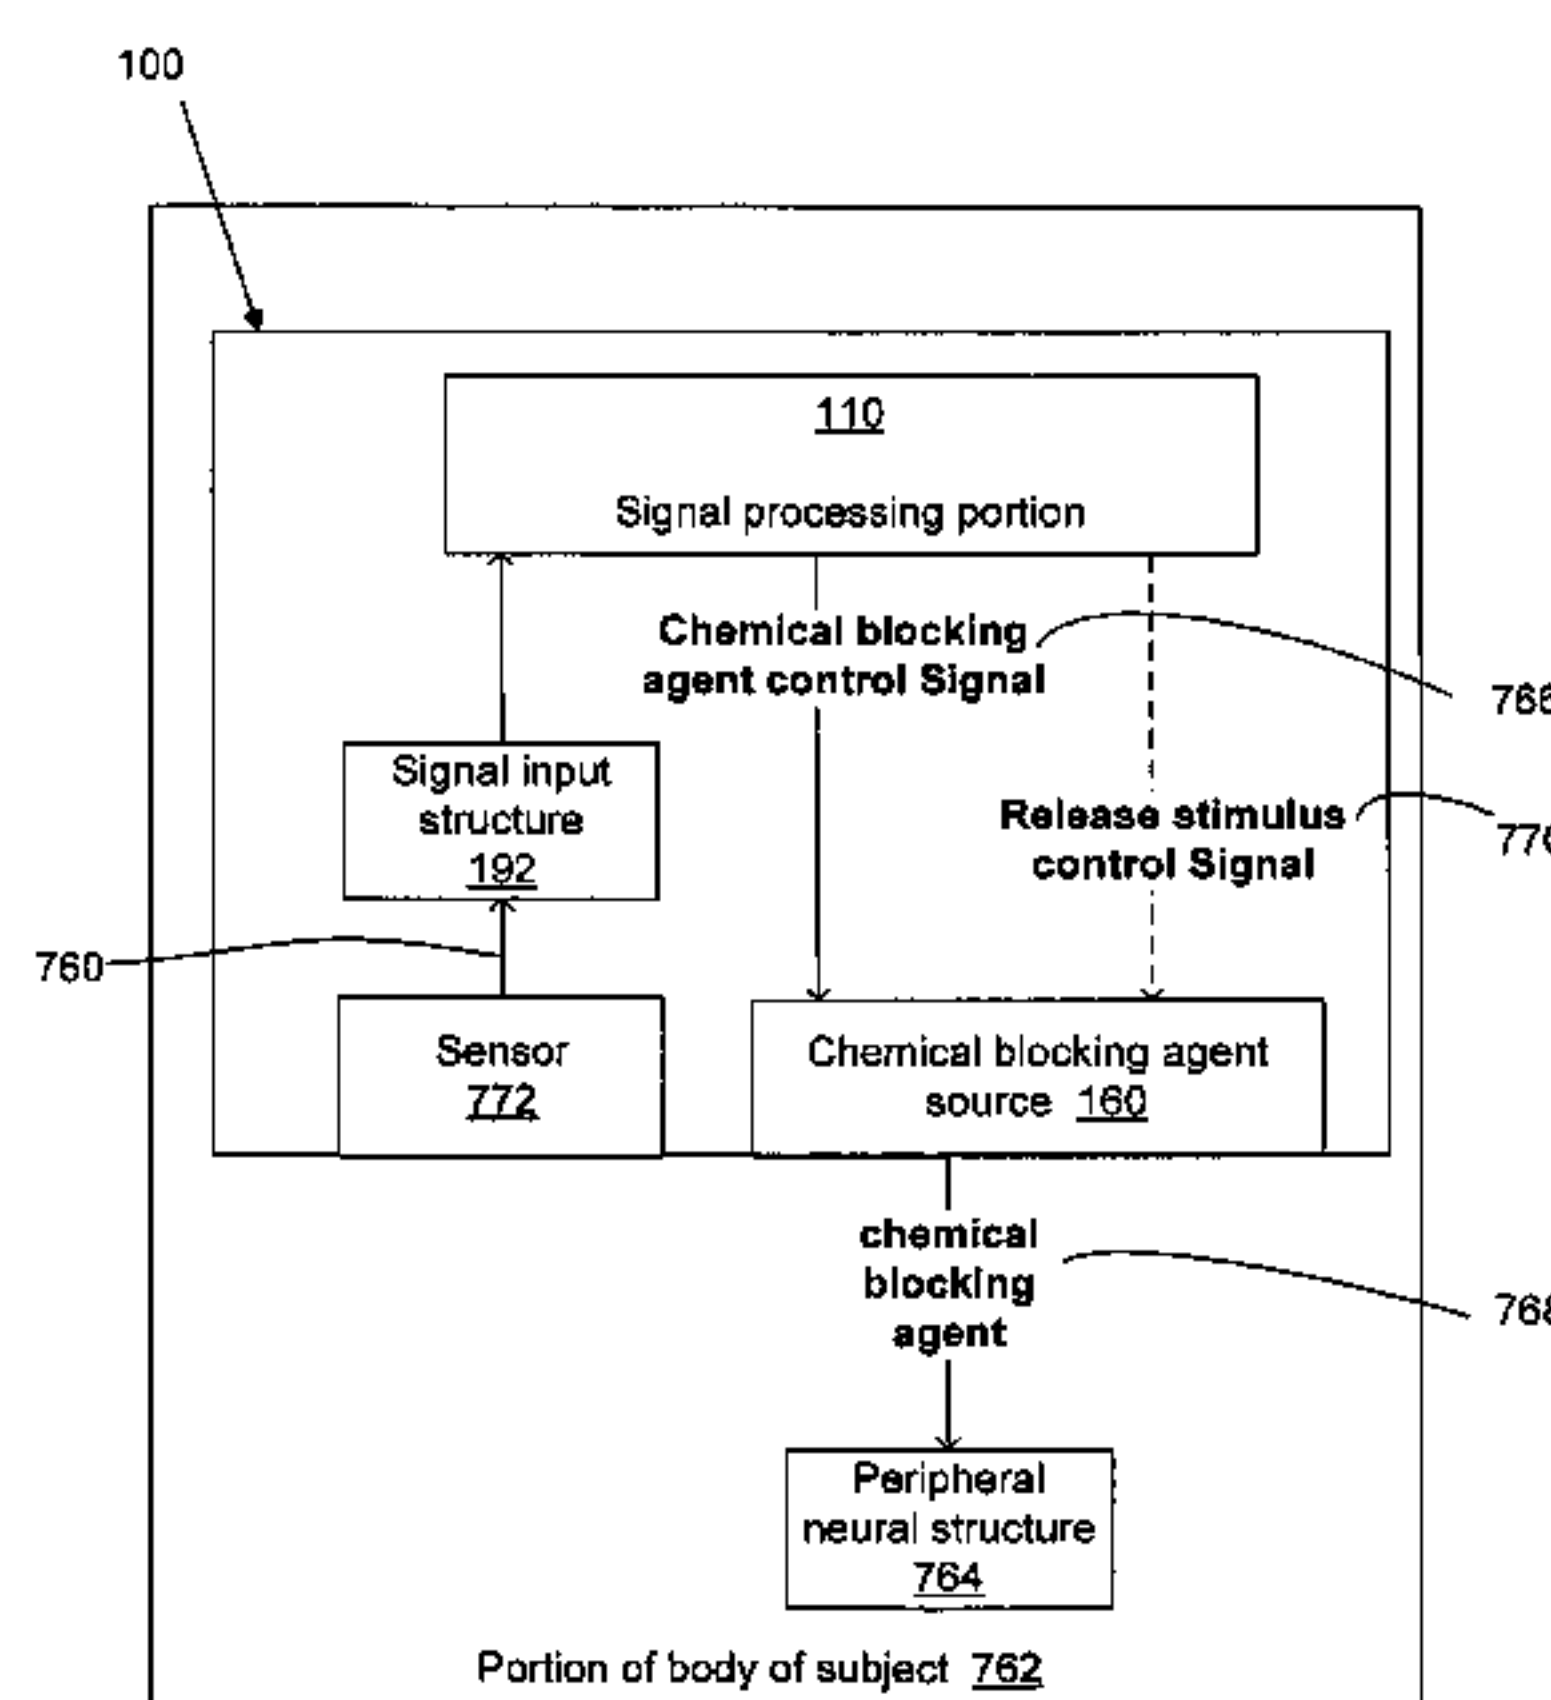 100
110
Signal processing portion
Chemical blocking
agent control Signal
Signal input
structure
192
Release stimulus
control Signal
760
Sensor
772
Chemical blocking agent
source 160
chemical
blocking
agent
Peripheral
neural structure
764
Portion of body of subject 762